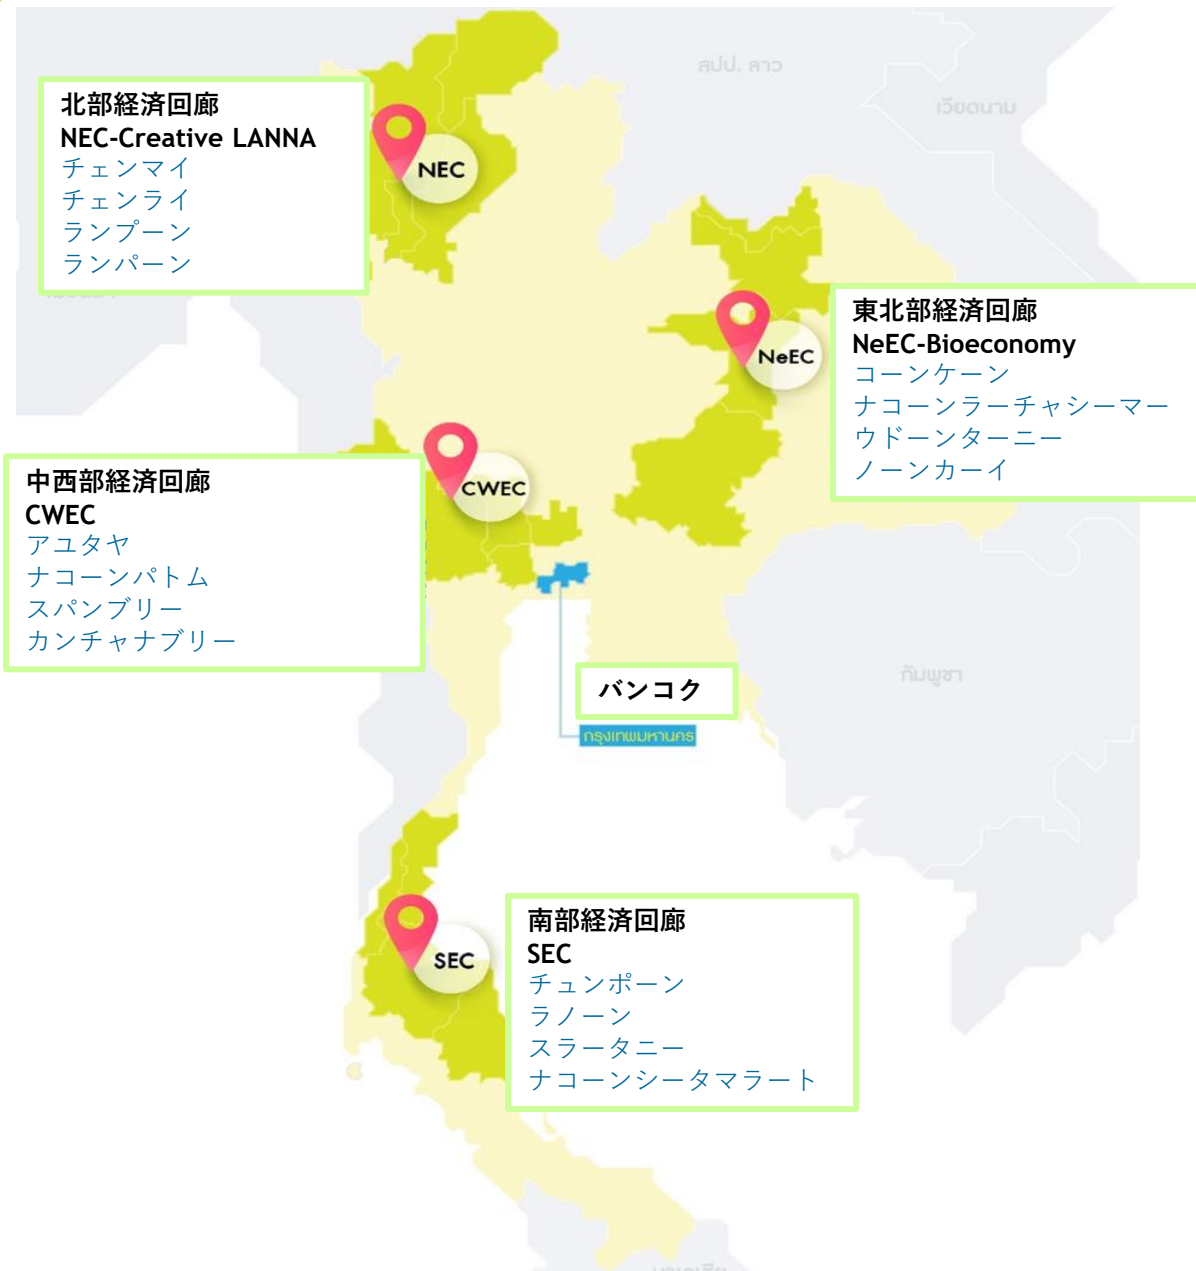 สปป. ลาว
เวียดนาม
北部経済回廊
NEC-Creative LANNA
チェンマイ
チェンライ
ランプーン
ランパーン
NEC
東北部経済回廊
NeEC-Bioeconomy
コーンケーン
ナコーンラーチャシーマー
ウドーンターニー
ノーンカーイ
NeEC
中西部経済回廊
CWEC
アユタヤ
ナコーンパトム
スパンブリー
カンチャナブリー
CWEC
กัมพูชา
バンコク
กรุงเทพมหานคร
南部経済回廊
SEC
チュンポーン
ラノーン
スラータニー
ナコーンシータマラート
SEC